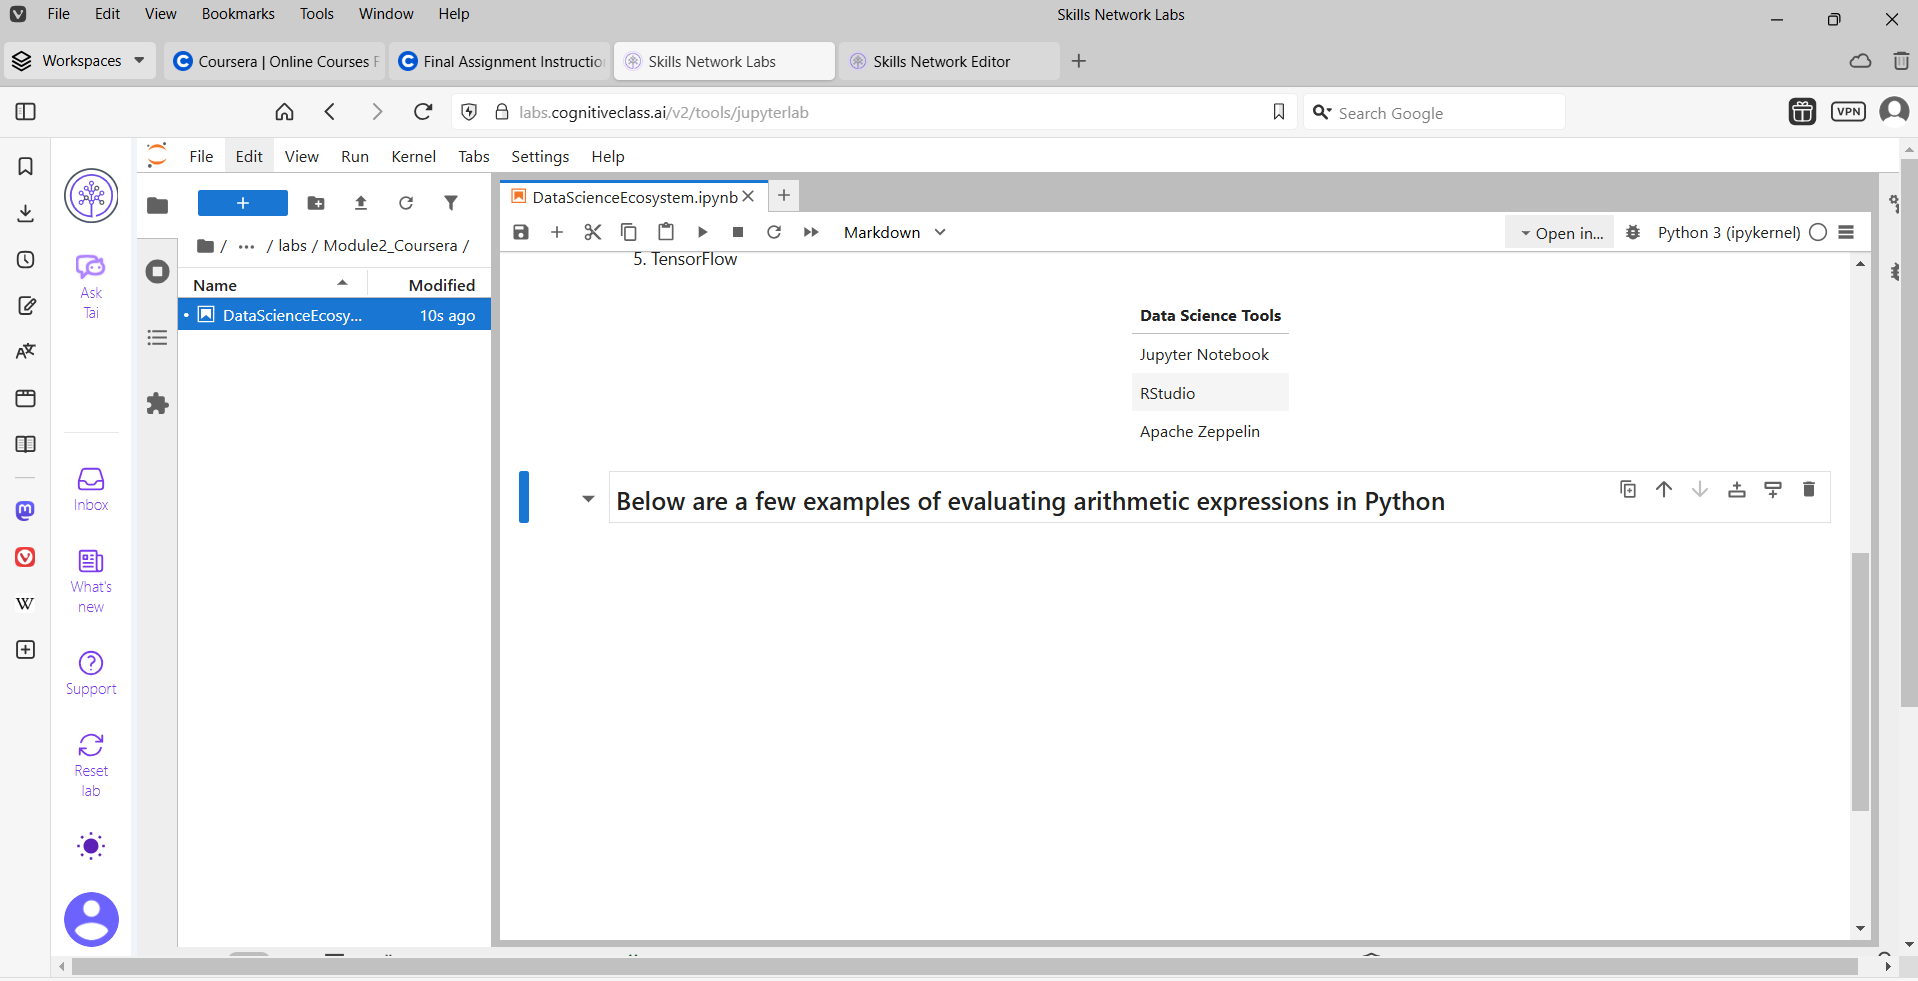 File Edit View Bookmarks Tools Window Help
Skills Network Labs
Workspaces
Coursera | Online Courses F
Final Assignment Instructio
Skills Network Labs
Skills Network Editor
labs.cognitiveclass.ai/v2/tools/jupyterlab
Search Google
VPN
File Edit View Run Kernel Tabs Settings Help
Ask
Tai
Inbox
What's
new
Support
Reset
lab
/ ... / labs / Module2_Coursera /
Name Modified
DataScienceEcosy... 10s ago
DataScienceEcosystem.ipynb
Markdown
Open in...
Python 3 (ipykernel)
5. TensorFlow
Data Science Tools
Jupyter Notebook
RStudio
Apache Zeppelin
Below are a few examples of evaluating arithmetic expressions in Python